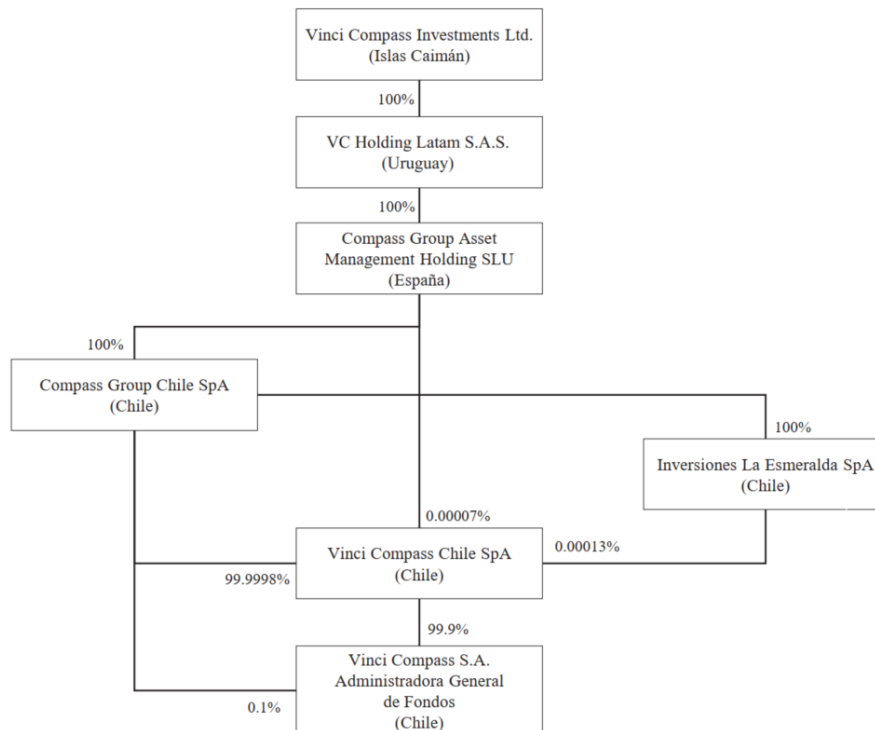 Vinci Compass Investments Ltd.
(Islas Caimán)
100%
VC Holding Latam S.A.S.
(Uruguay)
100%
Compass Group Asset
Management Holding SLU
(España)
100%
Compass Group Chile SpA
(Chile)
100%
Inversiones La Esmeralda SpA
(Chile)
0.00007%
Vinci Compass Chile SpA
(Chile)
0.00013%
99.9998%
99.9%
Vinci Compass S.A.
Administradora General
de Fondos
(Chile)
0.1%